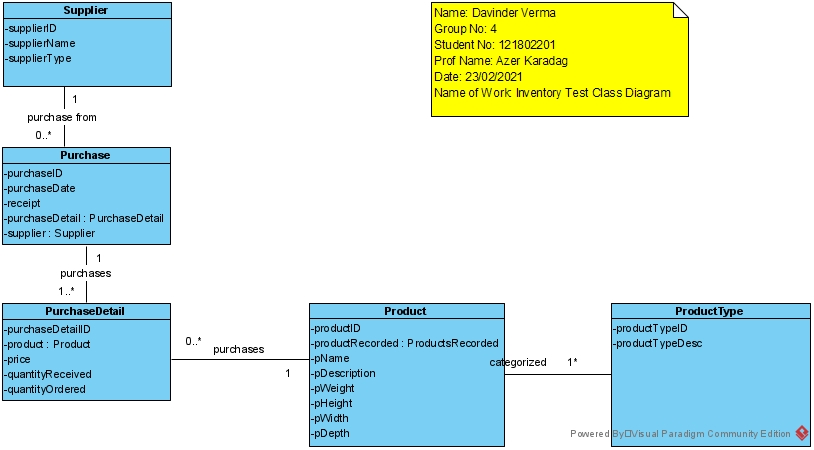 Supplier
-supplierID
-supplierName
-supplierType
Name: Davinder Verma
Group No: 4
Student No: 121802201
Prof Name: Azer Karadag
Date: 23/02/2021
Name of Work: Inventory Test Class Diagram
1
purchase from
0..*
Purchase
-purchaseID
-purchaseDate
-receipt
-purchaseDetail : PurchaseDetail
-supplier : Supplier
1
purchases
1..*
PurchaseDetail
-purchaseDetailID
-product : Product
-price
-quantityReceived
-quantityOrdered
0..*
purchases
1
Product
-productID
-productRecorded : ProductsRecorded
-pName
-pDescription
-pWeight
-pHeight
-pWidth
-pDepth
categorized
1*
ProductType
-productTypeID
-productTypeDesc
Powered By Visual Paradigm Community Edition